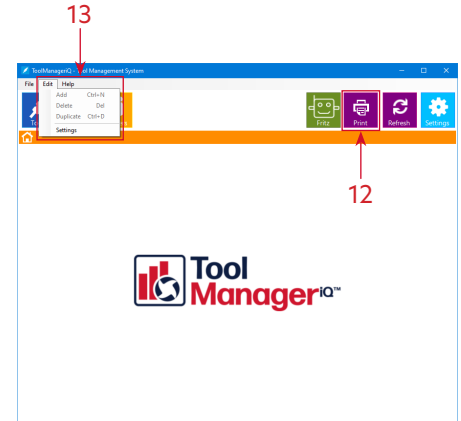 13
ToolManageriQ - Tool Management System
File Edit Help
Add Ctrl+N
Delete Del
Duplicate Ctrl+D
Settings
Fritz Print Refresh Settings
12
Tool
Manager iQ™